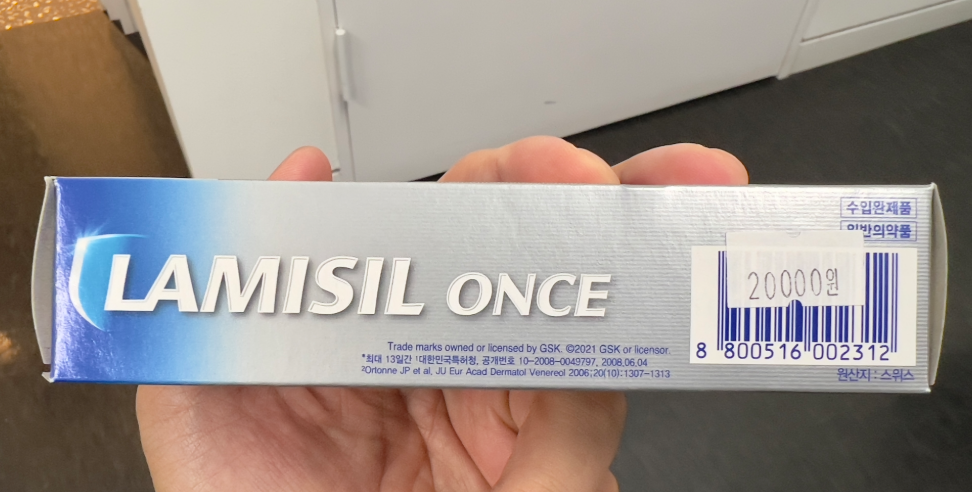 수입완제품
일반의약품
LAMISIL ONCE
20000원
Trade marks owned or licensed by GSK. ©2021 GSK or licensor.
¹최대 13일간 「대한민국특허청, 공개번호 10-2008-0049797, 2008.06.04
²Ortonne JP et al, JU Eur Acad Dermatol Venereol 2006;20(10):1307-1313
8 800516 002312
원산지 : 스위스